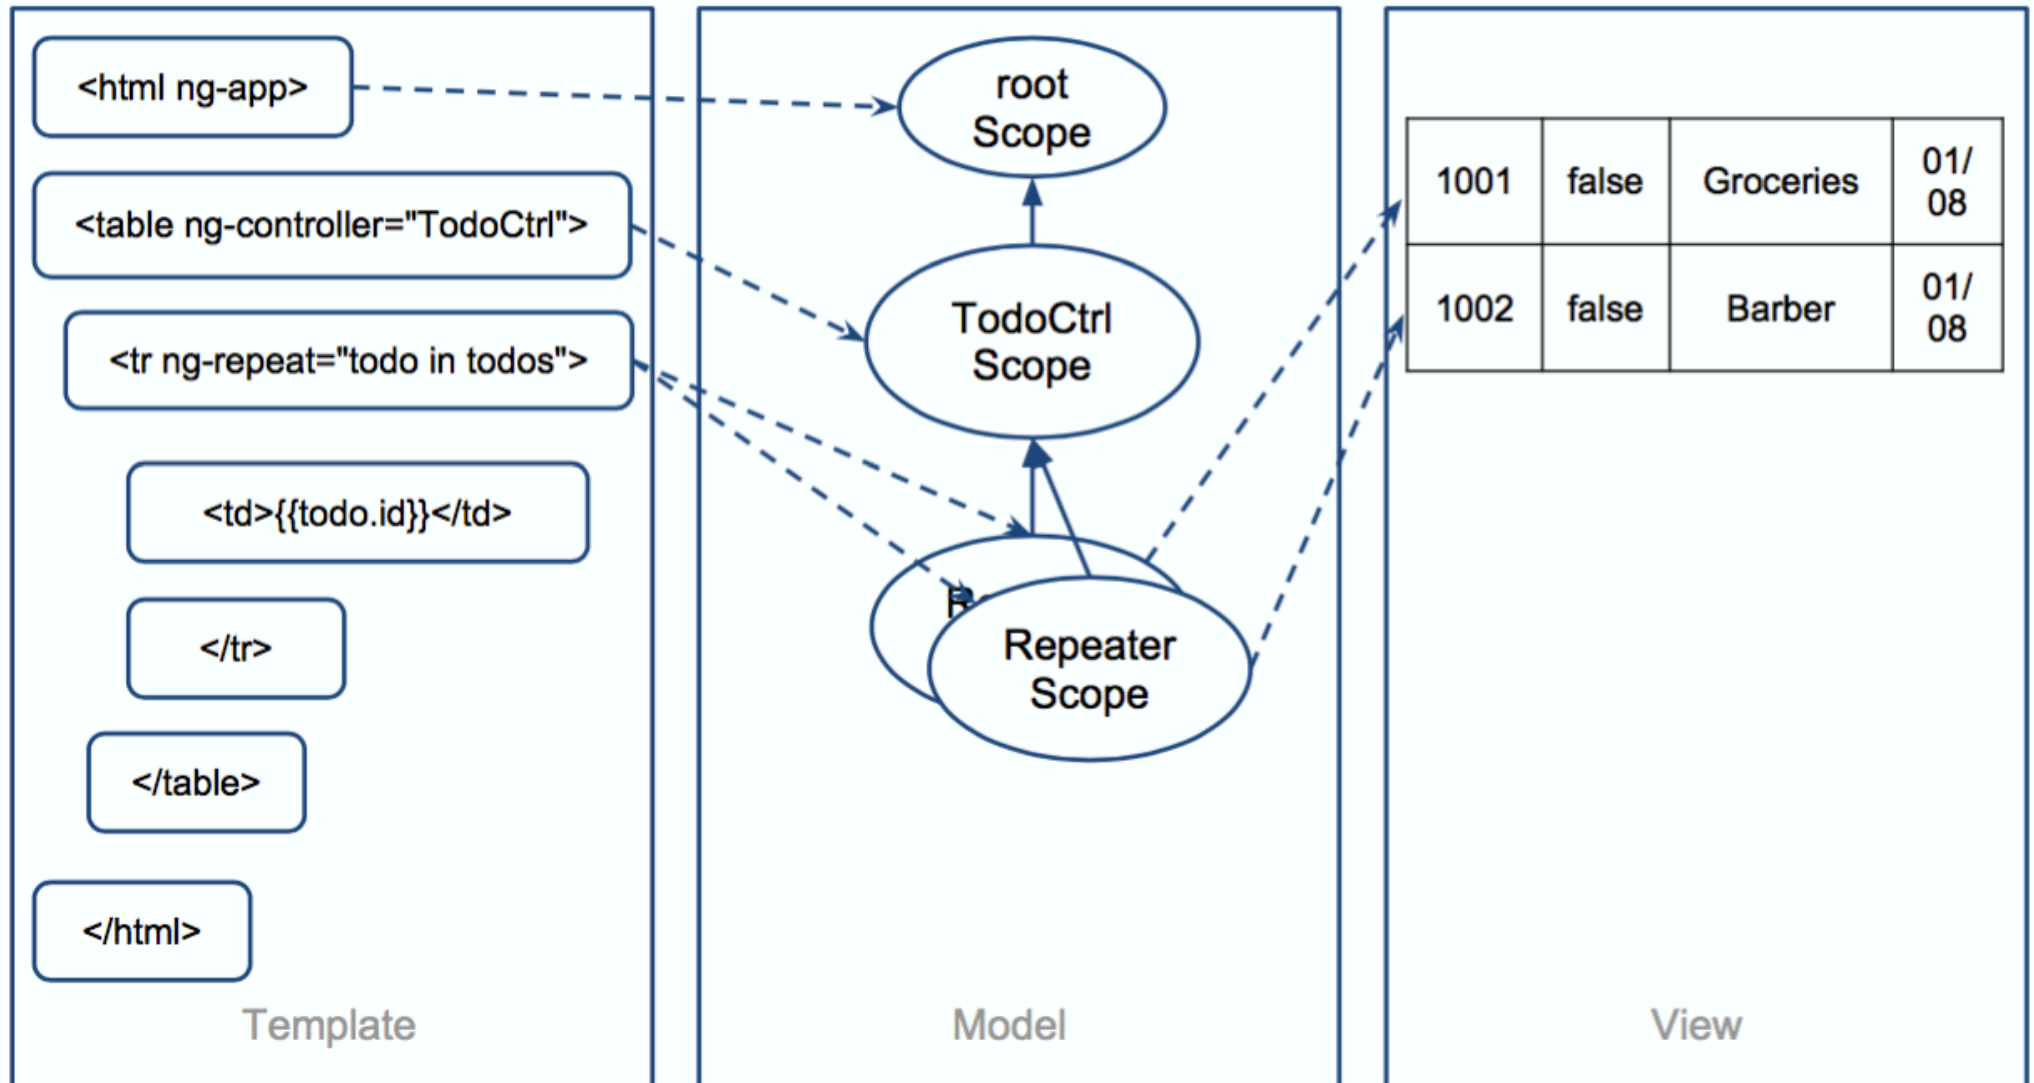 <html ng-app>
<table ng-controller="TodoCtrl">
<tr ng-repeat="todo in todos">
<td>{{todo.id}}</td>
</tr>
</table>
</html>
Template
root
Scope
TodoCtrl
Scope
Repeater
Scope
Model
1001 false Groceries 01/
08
1002 false Barber 01/
08
View